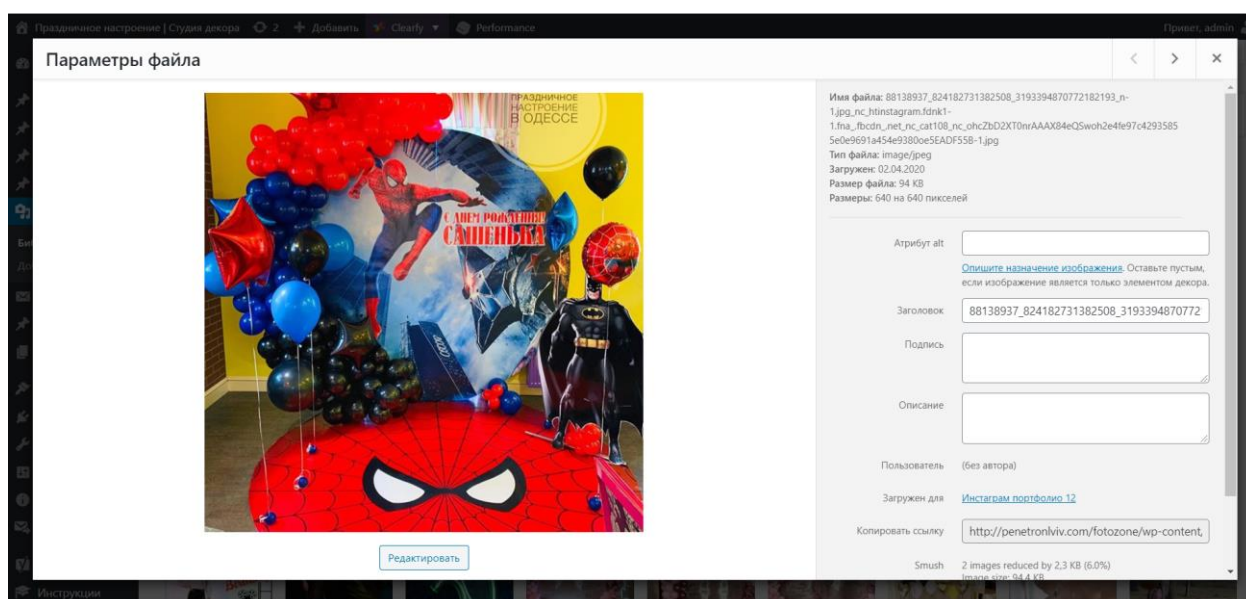 Праздничное настроение | Студия декора 2 Добавить Clearfy Performance Привет, admin
Параметры файла
ПРАЗДНИЧНОЕ
НАСТРОЕНИЕ
В ОДЕССЕ
С ДНЕМ РОЖДЕНИЯ
САШЕНЬКА
Имя файла: 88138937_824182731382508_3193394870772182193_n-
1.jpg_nc_htinstagram.fdnk1-
1.fna_.fbcdn_.net_nc_cat108_nc_ohcZbD2XT0nrAAAX84eQSwoh2e4fe97c4293585
5e0e9691a454e9380oe5EADF55B-1.jpg
Тип файла: image/jpeg
Загружен: 02.04.2020
Размер файла: 94 KB
Размеры: 640 на 640 пикселей
Атрибут alt
Опишите назначение изображения. Оставьте пустым,
если изображение является только элементом декора.
Заголовок 88138937_824182731382508_3193394870772
Подпись
Описание
Пользователь (без автора)
Загружен для Инстаграм портфолио 12
Копировать ссылку http://penetronlviv.com/fotozone/wp-content,
Smush 2 images reduced by 2,3 KB (6.0%)
Image size: 94.4 KB
Редактировать
Инструкции